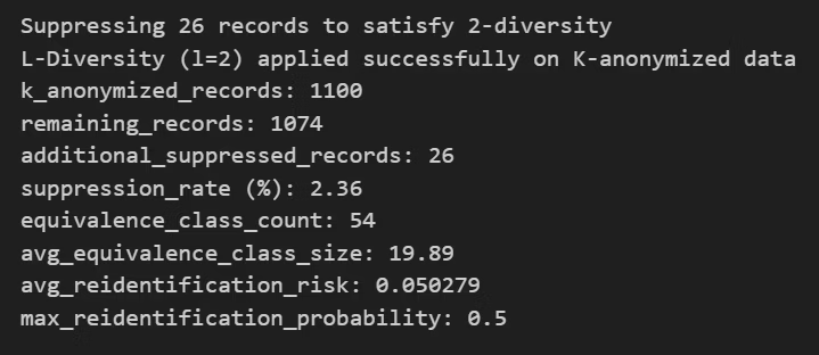 Suppressing 26 records to satisfy 2-diversity
L-Diversity (l=2) applied successfully on K-anonymized data
k_anonymized_records: 1100
remaining_records: 1074
additional_suppressed_records: 26
suppression_rate (%): 2.36
equivalence_class_count: 54
avg_equivalence_class_size: 19.89
avg_reidentification_risk: 0.050279
max_reidentification_probability: 0.5